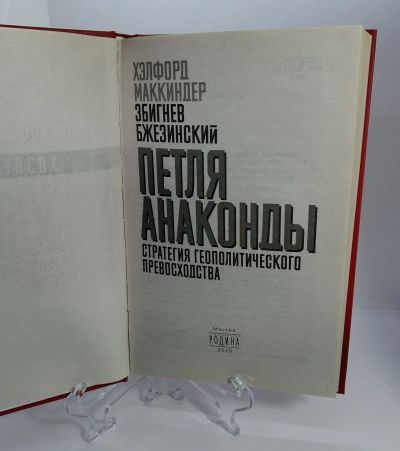 ХЭЛФОРД
МАККИНДЕР
ЗБИГНЕВ
БЖЕЗИНСКИЙ
ПЕТЛЯ
АНАКОНДЫ
СТРАТЕГИЯ ГЕОПОЛИТИЧЕСКОГО
ПРЕВОСХОДСТВА
Москва
РОДИНА
2020